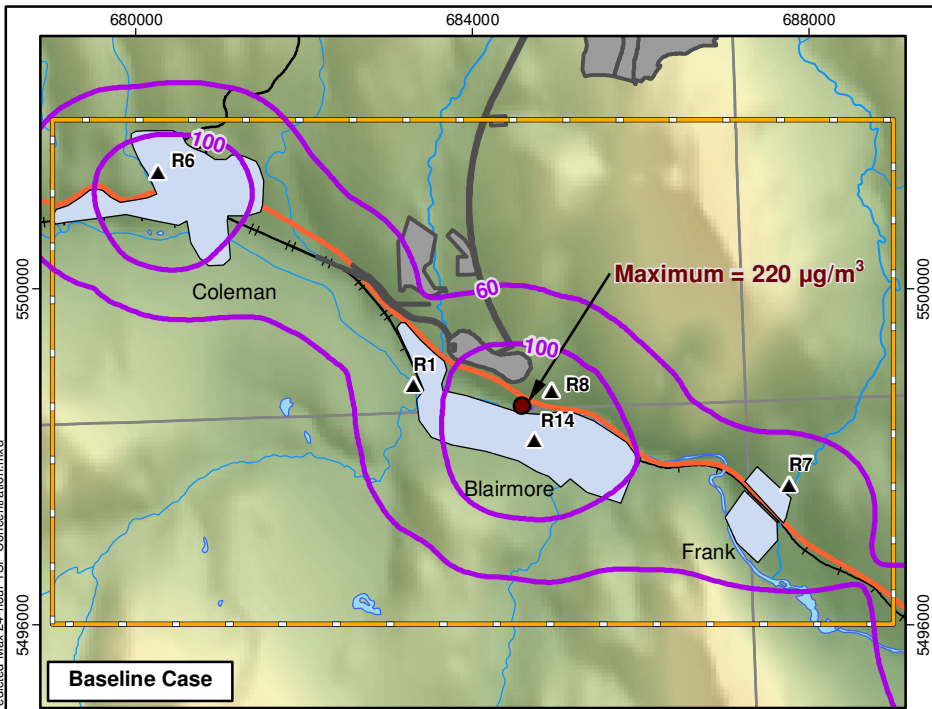 680000
684000
688000
100
R6
5500000
5500000
Coleman
60
Maximum = 220 µg/m³
100
R1
R8
R14
Blairmore
R7
Frank
5496000
5496000
Baseline Case